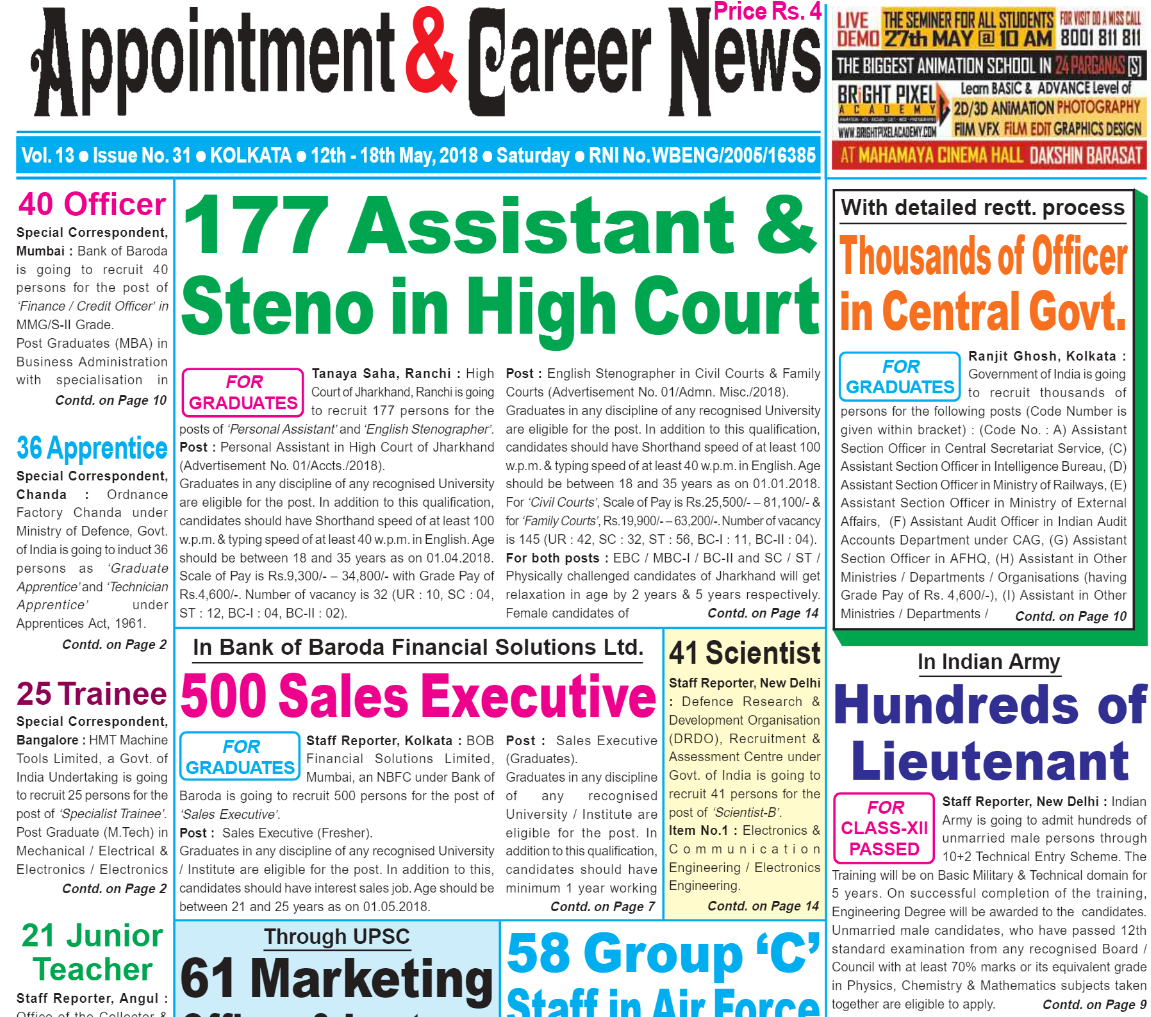 Appointment & Career News
Price Rs. 4
LIVE
DEMO
THE SEMINAR FOR ALL STUDENTS
27th MAY @ 10 AM
FOR VISIT DO A MISS CALL
8001 811 811
THE BIGGEST ANIMATION SCHOOL IN 24 PARGANAS [S]
BRiGHT PIXEL
ACADEMY
WWW.BRIGHTPIXELACADEMY.COM
Learn BASIC & ADVANCE Level of
2D/3D ANiMATiON PHOTOGRAPHY
FilM VFX FiLM EDiT GRAPHiCS DESiGN
AT MAHAMAYA CINEMA HALL DAKSHIN BARASAT
Vol. 13 ● Issue No. 31 ● KOLKATA ● 12th - 18th May, 2018 ● Saturday ● RNI No. WBENG/2005/16385
40 Officer
Special Correspondent,
Mumbai : Bank of Baroda
is going to recruit 40
persons for the post of
‘Finance / Credit Officer’ in
MMG/S-II Grade.
Post Graduates (MBA) in
Business Administration
with specialisation in
Contd. on Page 10
36 Apprentice
Special Correspondent,
Chanda : Ordnance
Factory Chanda under
Ministry of Defence, Govt.
of India is going to induct 36
persons as ‘Graduate
Apprentice’ and ‘Technician
Apprentice’ under
Apprentices Act, 1961.
Contd. on Page 2
25 Trainee
Special Correspondent,
Bangalore : HMT Machine
Tools Limited, a Govt. of
India Undertaking is going
to recruit 25 persons for the
post of ‘Specialist Trainee’.
Post Graduate (M.Tech) in
Mechanical / Electrical &
Electronics / Electronics
Contd. on Page 2
21 Junior
Teacher
Staff Reporter, Angul :
Office of the Collector &
177 Assistant &
Steno in High Court
FOR
GRADUATES
Tanaya Saha, Ranchi : High
Court of Jharkhand, Ranchi is going
to recruit 177 persons for the
posts of ‘Personal Assistant’ and ‘English Stenographer’.
Post : Personal Assistant in High Court of Jharkhand
(Advertisement No. 01/Accts./2018).
Graduates in any discipline of any recognised University
are eligible for the post. In addition to this qualification,
candidates should have Shorthand speed of at least 100
w.p.m. & typing speed of at least 40 w.p.m. in English. Age
should be between 18 and 35 years as on 01.04.2018.
Scale of Pay is Rs.9,300/- – 34,800/- with Grade Pay of
Rs.4,600/-. Number of vacancy is 32 (UR : 10, SC : 04,
ST : 12, BC-I : 04, BC-II : 02).
Post : English Stenographer in Civil Courts & Family
Courts (Advertisement No. 01/Admn. Misc./2018).
Graduates in any discipline of any recognised University
are eligible for the post. In addition to this qualification,
candidates should have Shorthand speed of at least 100
w.p.m. & typing speed of at least 40 w.p.m. in English. Age
should be between 18 and 35 years as on 01.01.2018.
For ‘Civil Courts’, Scale of Pay is Rs.25,500/- – 81,100/- &
for ‘Family Courts’, Rs.19,900/- – 63,200/-. Number of vacancy
is 145 (UR : 42, SC : 32, ST : 56, BC-I : 11, BC-II : 04).
For both posts : EBC / MBC-I / BC-II and SC / ST /
Physically challenged candidates of Jharkhand will get
relaxation in age by 2 years & 5 years respectively.
Female candidates of Contd. on Page 14
In Bank of Baroda Financial Solutions Ltd.
500 Sales Executive
FOR
GRADUATES
Staff Reporter, Kolkata : BOB
Financial Solutions Limited,
Mumbai, an NBFC under Bank of
Baroda is going to recruit 500 persons for the post of
‘Sales Executive’.
Post : Sales Executive (Fresher).
Graduates in any discipline of any recognised University
/ Institute are eligible for the post. In addition to this,
candidates should have interest sales job. Age should be
between 21 and 25 years as on 01.05.2018.
Post : Sales Executive
(Graduates).
Graduates in any discipline
of any recognised
University / Institute are
eligible for the post. In
addition to this qualification,
candidates should have
minimum 1 year working
Contd. on Page 7
41 Scientist
Staff Reporter, New Delhi
: Defence Research &
Development Organisation
(DRDO), Recruitment &
Assessment Centre under
Govt. of India is going to
recruit 41 persons for the
post of ‘Scientist-B’.
Item No.1 : Electronics &
Communication
Engineering / Electronics
Engineering.
Contd. on Page 14
Through UPSC
61 Marketing
58 Group ‘C’
Staff in Air Force
With detailed rectt. process
Thousands of Officer
in Central Govt.
FOR
GRADUATES
Ranjit Ghosh, Kolkata :
Government of India is going
to recruit thousands of
persons for the following posts (Code Number is
given within bracket) : (Code No. : A) Assistant
Section Officer in Central Secretariat Service, (C)
Assistant Section Officer in Intelligence Bureau, (D)
Assistant Section Officer in Ministry of Railways, (E)
Assistant Section Officer in Ministry of External
Affairs, (F) Assistant Audit Officer in Indian Audit
Accounts Department under CAG, (G) Assistant
Section Officer in AFHQ, (H) Assistant in Other
Ministries / Departments / Organisations (having
Grade Pay of Rs. 4,600/-), (I) Assistant in Other
Ministries / Departments / Contd. on Page 10
In Indian Army
Hundreds of
Lieutenant
FOR
CLASS-XII
PASSED
Staff Reporter, New Delhi : Indian
Army is going to admit hundreds of
unmarried male persons through
10+2 Technical Entry Scheme. The
Training will be on Basic Military & Technical domain for
5 years. On successful completion of the training,
Engineering Degree will be awarded to the candidates.
Unmarried male candidates, who have passed 12th
standard examination from any recognised Board /
Council with at least 70% marks or its equivalent grade
in Physics, Chemistry & Mathematics subjects taken
together are eligible to apply. Contd. on Page 9